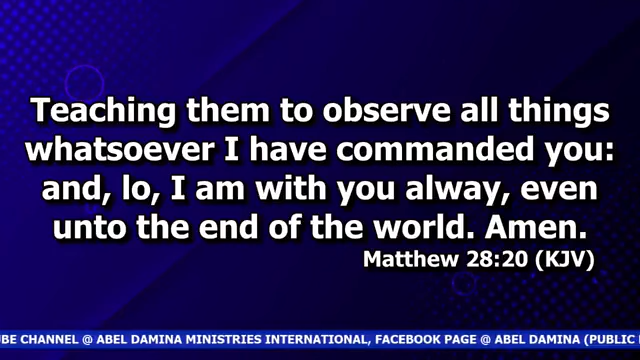 Teaching them to observe all things
whatsoever I have commanded you:
and, lo, I am with you alway, even
unto the end of the world. Amen.
Matthew 28:20 (KJV)
CHANNEL @ ABEL DAMINA MINISTRIES INTERNATIONAL, FACEBOOK PAGE @ ABEL DAMINA (PUBLIC